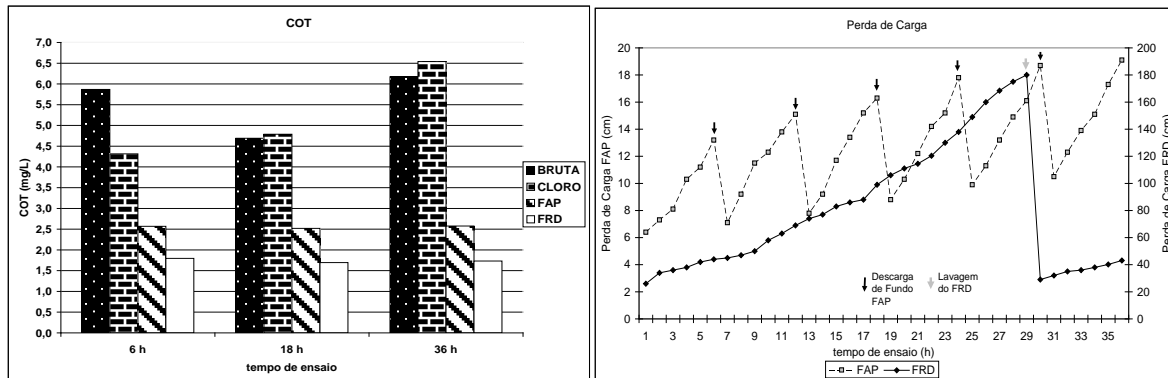 COT
7,0
6,5
6,0
5,5
5,0
4,5
4,0
3,5
3,0
2,5
2,0
1,5
1,0
0,5
0,0
COT (mg/L)
6 h 18 h 36 h
tempo de ensaio
BRUTA
CLORO
FAP
FRD
Perda de Carga
20
18
16
14
12
10
8
6
4
2
0
Perda de Carga FAP (cm)
200
180
160
140
120
100
80
60
40
20
0
Perda de Carga FRD (cm)
Descarga
de Fundo
FAP
Lavagem
do FRD
1 3 5 7 9 11 13 15 17 19 21 23 25 27 29 31 33 35
tempo de ensaio (h)
FAP FRD